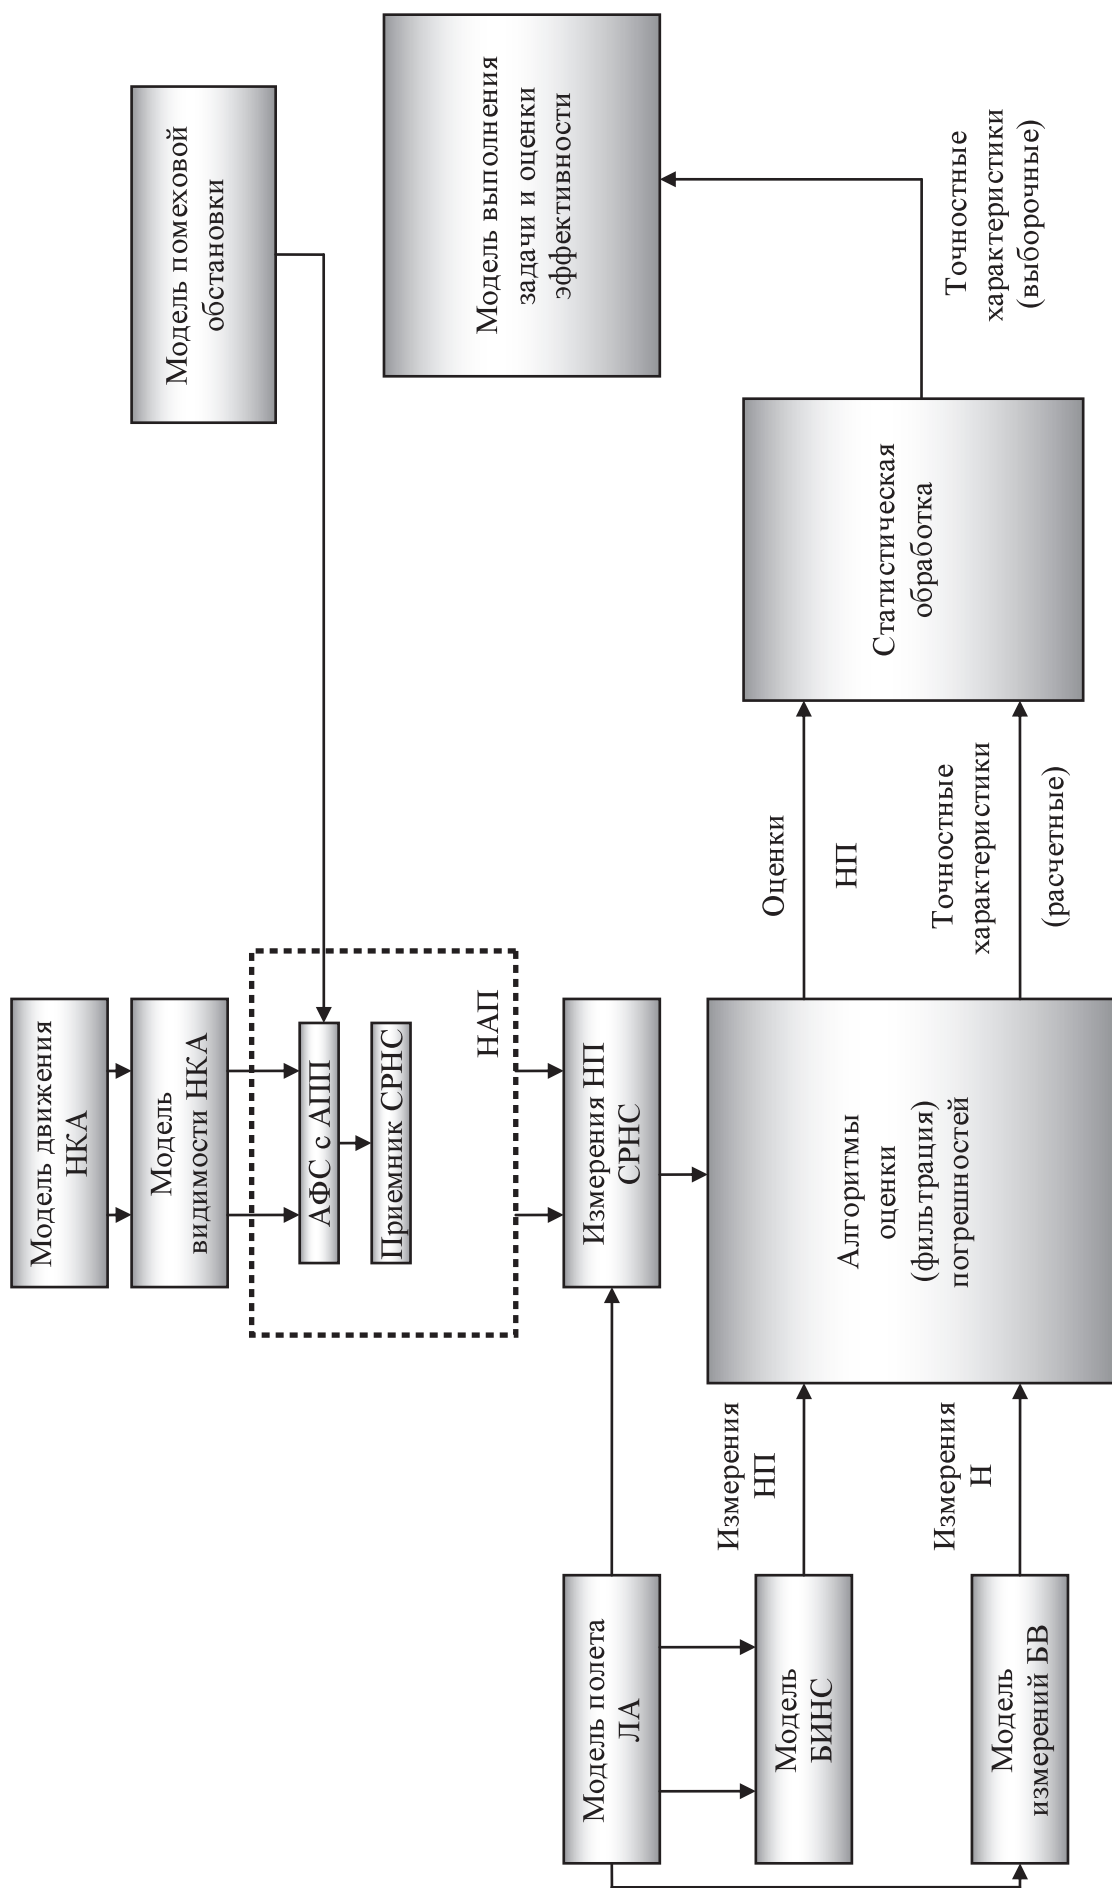 Модель движения
НКА
Модель
видимости НКА
АФС с АПП
Приемник СРНС
НАП
Модель помеховой
обстановки
Модель полета
ЛА
Измерения НП
СРНС
Модель выполнения
задачи и оценки
эффективности
Модель
БИНС
Измерения
НП
Модель
измерений БВ
Измерения
Н
Алгоритмы
оценки
(фильтрация)
погрешностей
Оценки
НП
Точностные
характеристики
(расчетные)
Статистическая
обработка
Точностные
характеристики
(выборочные)